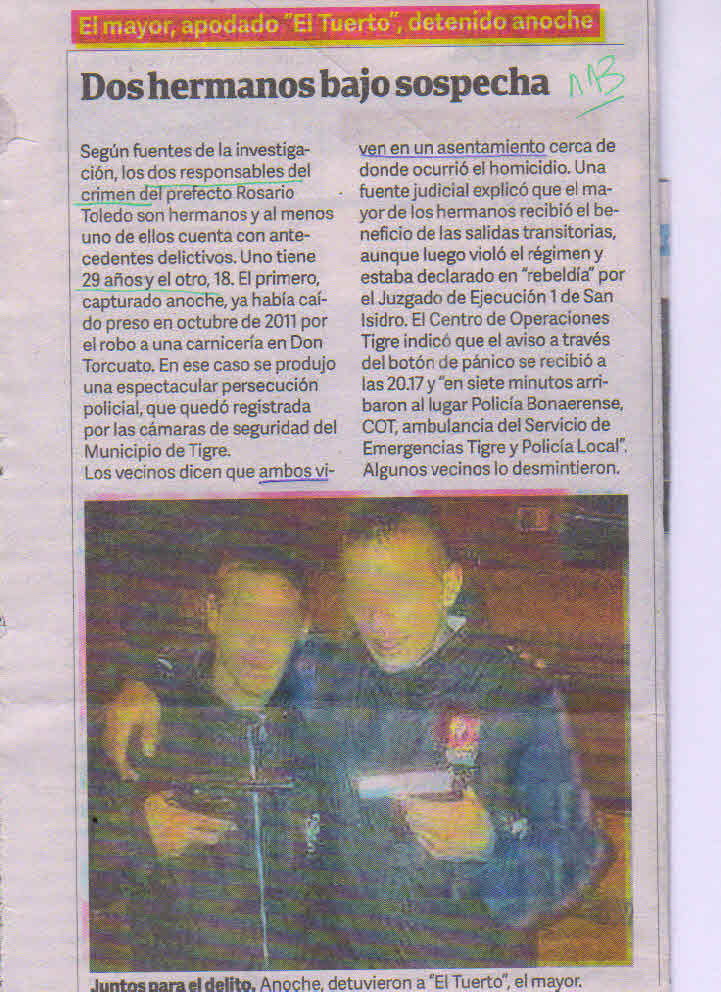 El mayor, apodado "El Tuerto", detenido anoche
Dos hermanos bajo sospecha
Según fuentes de la investiga-
ción, los dos responsables del
crimen del prefecto Rosario
Toledo son hermanos y al menos
uno de ellos cuenta con ante-
cedentes delictivos. Uno tiene
29 años y el otro, 18. El primero,
capturado anoche, ya había caí-
do preso en octubre de 2011 por
el robo a una carnicería en Don
Torcuato. En ese caso se produjo
una espectacular persecución
policial, que quedó registrada
por las cámaras de seguridad del
Municipio de Tigre.
Los vecinos dicen que ambos vi-
ven en un asentamiento cerca de
donde ocurrió el homicidio. Una
fuente judicial explicó que el ma-
yor de los hermanos recibió el be-
neficio de las salidas transitorias,
aunque luego violó el régimen y
estaba declarado en "rebeldía" por
el Juzgado de Ejecución 1 de San
Isidro. El Centro de Operaciones
Tigre indicó que el aviso a través
del botón de pánico se recibió a
las 20.17 y "en siete minutos arri-
baron al lugar Policía Bonaerense,
COT, ambulancia del Servicio de
Emergencias Tigre y Policía Local".
Algunos vecinos lo desmintieron.
Juntos para el delito. Anoche, detuvieron a "El Tuerto", el mayor.